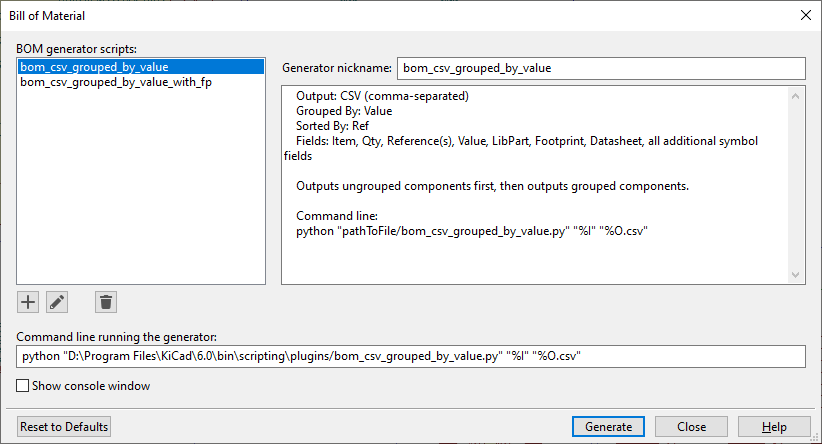 Bill of Material
BOM generator scripts:
bom_csv_grouped_by_value
bom_csv_grouped_by_value_with_fp
Generator nickname: bom_csv_grouped_by_value
Output: CSV (comma-separated)
Grouped By: Value
Sorted By: Ref
Fields: Item, Qty, Reference(s), Value, LibPart, Footprint, Datasheet, all additional symbol
fields
Outputs ungrouped components first, then outputs grouped components.
Command line:
python "pathToFile/bom_csv_grouped_by_value.py" "%I" "%O.csv"
Command line running the generator:
python "D:\Program Files\KiCad\6.0\bin\scripting\plugins/bom_csv_grouped_by_value.py" "%I" "%O.csv"
Show console window
Reset to Defaults Generate Close Help